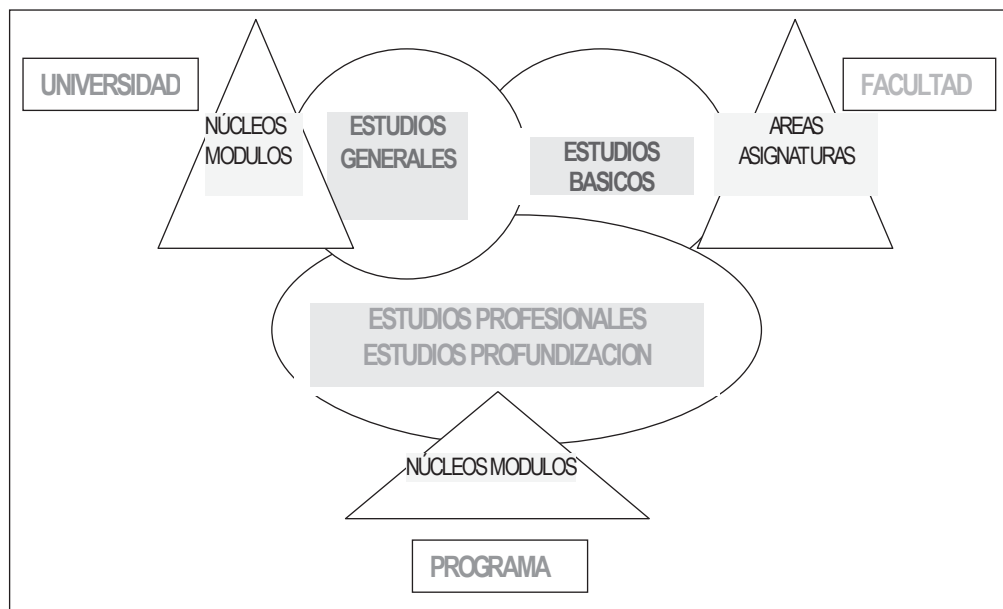 UNIVERSIDAD
FACULTAD
NÚCLEOS
MODULOS
ESTUDIOS
GENERALES
ESTUDIOS
BASICOS
AREAS
ASIGNATURAS
ESTUDIOS PROFESIONALES
ESTUDIOS PROFUNDIZACION
NÚCLEOS MODULOS
PROGRAMA